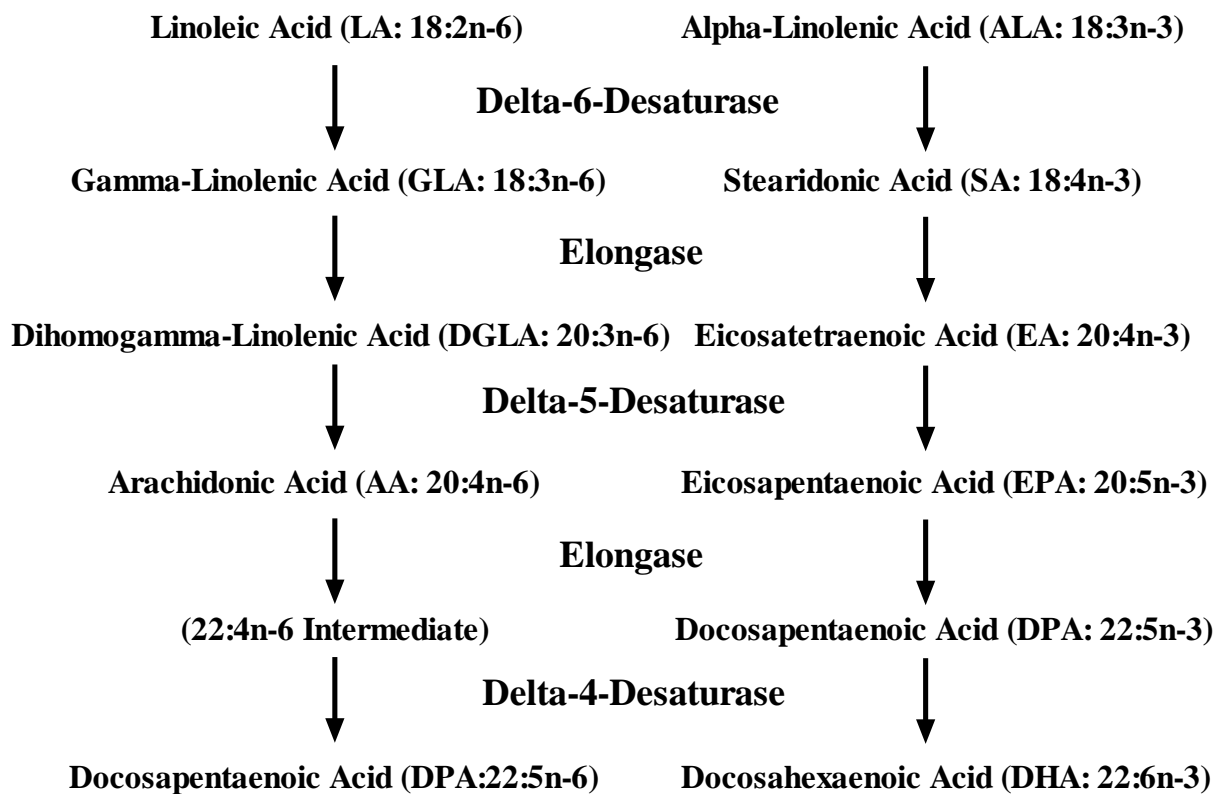 Linoleic Acid (LA: 18:2n-6) Alpha-Linolenic Acid (ALA: 18:3n-3)
Delta-6-Desaturase
Gamma-Linolenic Acid (GLA: 18:3n-6) Stearidonic Acid (SA: 18:4n-3)
Elongase
Dihomogamma-Linolenic Acid (DGLA: 20:3n-6) Eicosatetraenoic Acid (EA: 20:4n-3)
Delta-5-Desaturase
Arachidonic Acid (AA: 20:4n-6) Eicosapentaenoic Acid (EPA: 20:5n-3)
Elongase
(22:4n-6 Intermediate) Docosapentaenoic Acid (DPA: 22:5n-3)
Delta-4-Desaturase
Docosapentaenoic Acid (DPA:22:5n-6) Docosahexaenoic Acid (DHA: 22:6n-3)